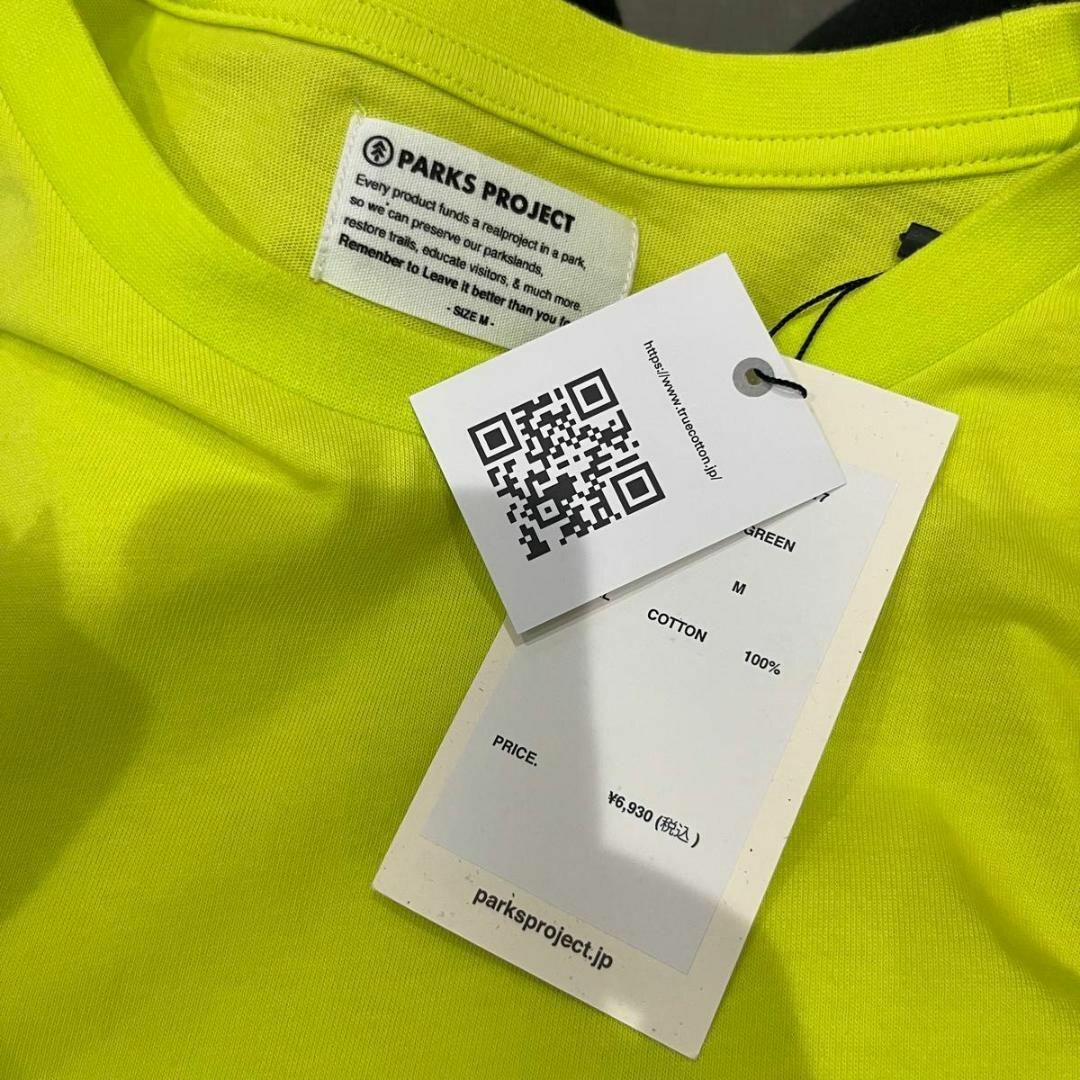 PARKS PROJECT
Every product funds a realproject in a park,
so we can preserve our parkslands,
restore trails, educate visitors, & much more.
Remenber to Leave it better than you
- SIZE M -
https://www.truecotton.jp/
GREEN
M
COTTON
100%
PRICE.
¥6,930 (税込)
parksproject.jp